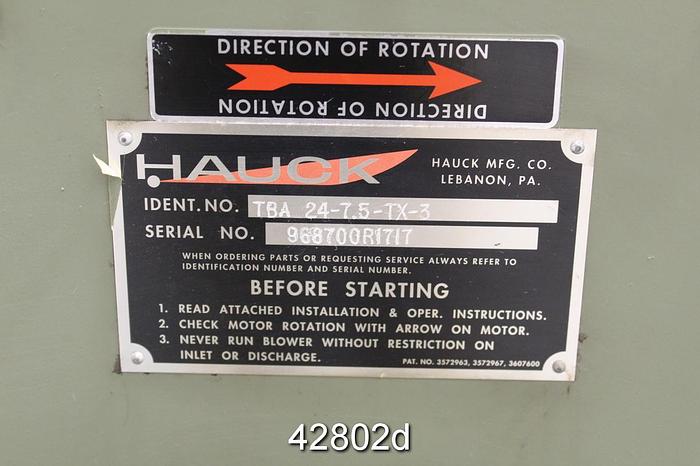 DIRECTION OF ROTATION
DIRECTION OF ROTATION
HAUCK
HAUCK MFG. CO.
LEBANON, PA.
IDENT. NO. TBA 24-7.5-TX-3
SERIAL NO. 968700R1717
WHEN ORDERING PARTS OR REQUESTING SERVICE ALWAYS REFER TO
IDENTIFICATION NUMBER AND SERIAL NUMBER.
BEFORE STARTING
1. READ ATTACHED INSTALLATION & OPER. INSTRUCTIONS.
2. CHECK MOTOR ROTATION WITH ARROW ON MOTOR.
3. NEVER RUN BLOWER WITHOUT RESTRICTION ON
INLET OR DISCHARGE.
PAT. NO. 3572963, 3572967, 3607600
42802d